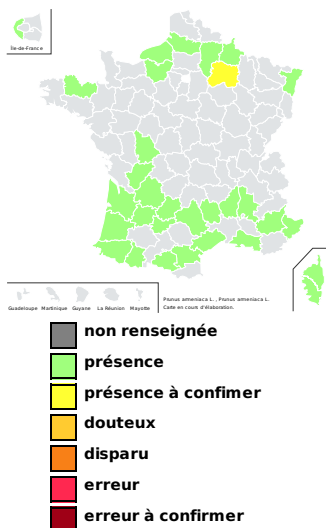 Île-de-France
Guadeloupe Martinique Guyane La Réunion Mayotte
Prunus armeniaca L. , Prunus armeniaca L.
Carte en cours d'élaboration.
non renseignée
présence
présence à confimer
douteux
disparu
erreur
erreur à confirmer